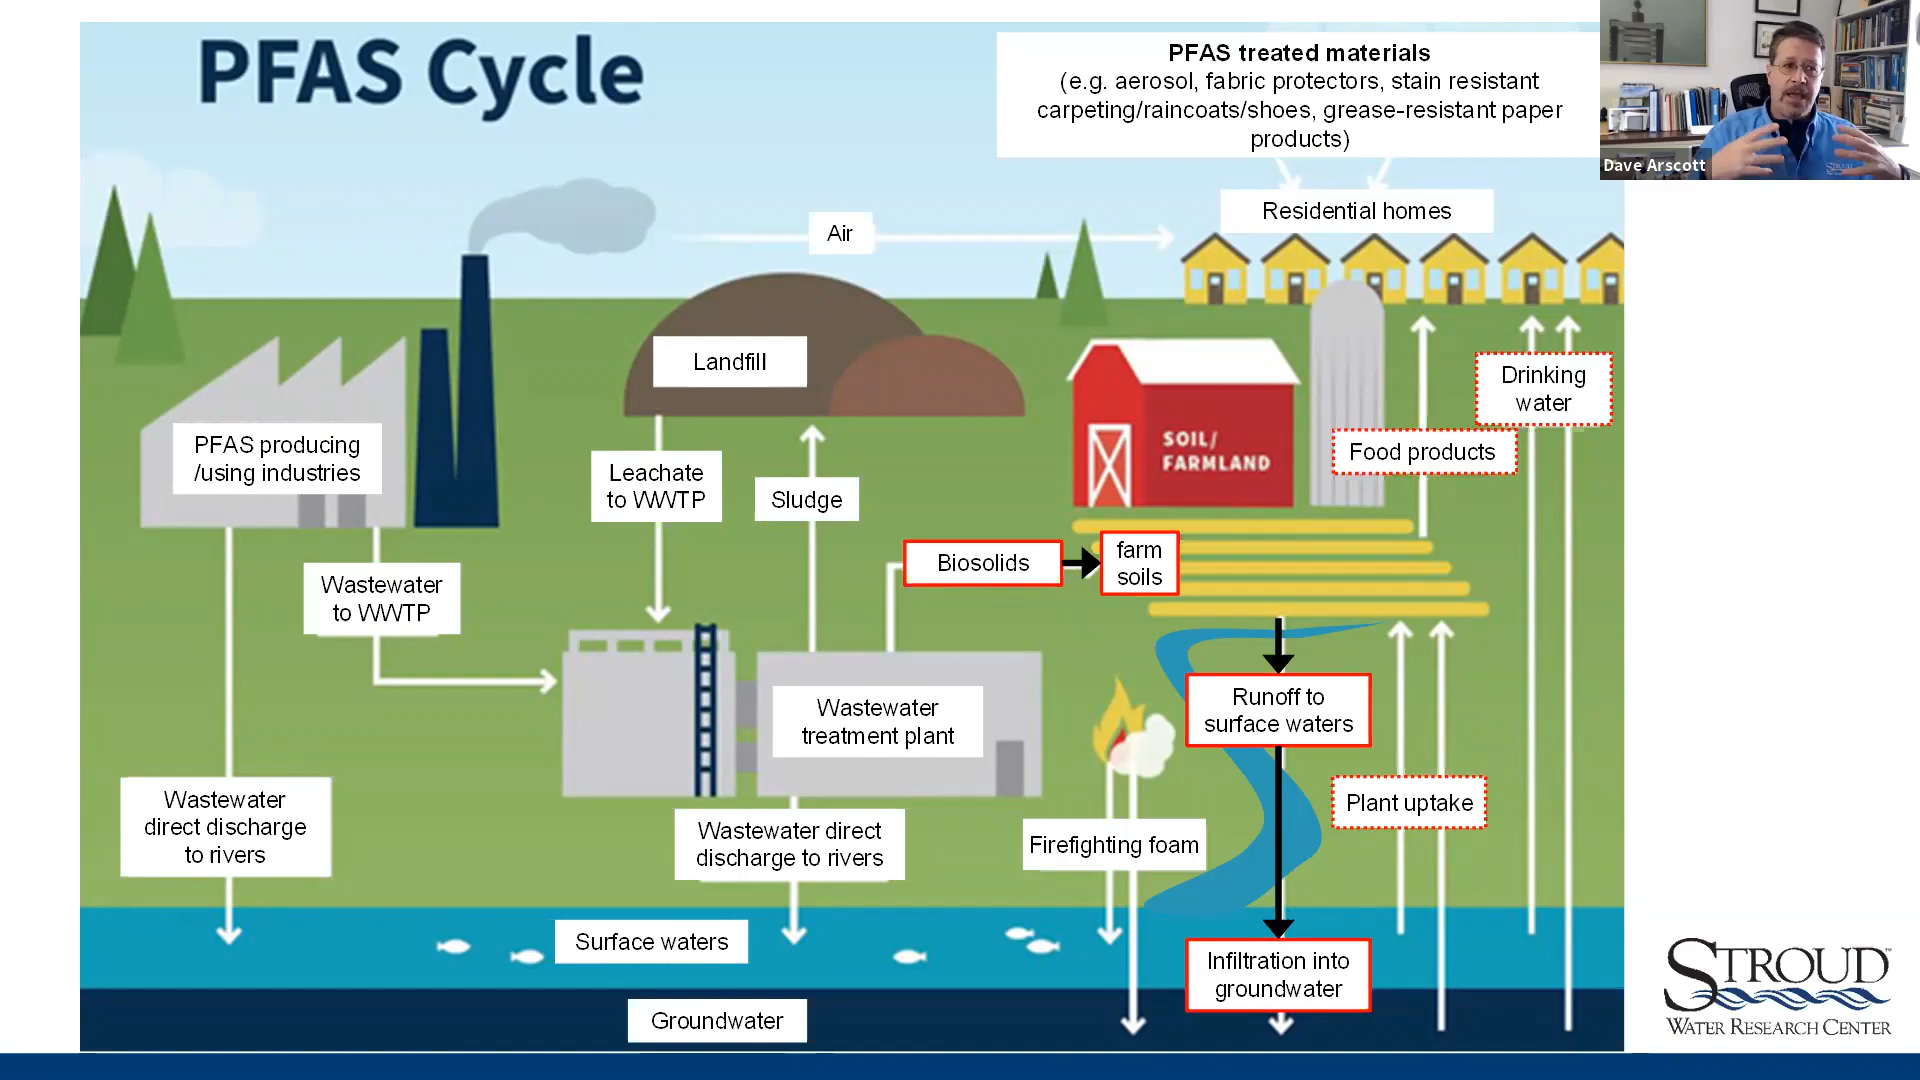 PFAS Cycle
PFAS treated materials
(e.g. aerosol, fabric protectors, stain resistant
carpeting/raincoats/shoes, grease-resistant paper
products)
Dave Arscott
STROUD
Residential homes
Air
Landfill
Drinking
water
PFAS producing
/using industries
SOIL/
FARMLAND
Food products
Leachate
to WWTP
Sludge
Biosolids
farm
soils
Wastewater
to WWTP
Wastewater
treatment plant
Runoff to
surface waters
Plant uptake
Wastewater
direct discharge
to rivers
Wastewater direct
discharge to rivers
Firefighting foam
Surface waters
Infiltration into
groundwater
Groundwater
STROUD™
WATER RESEARCH CENTER